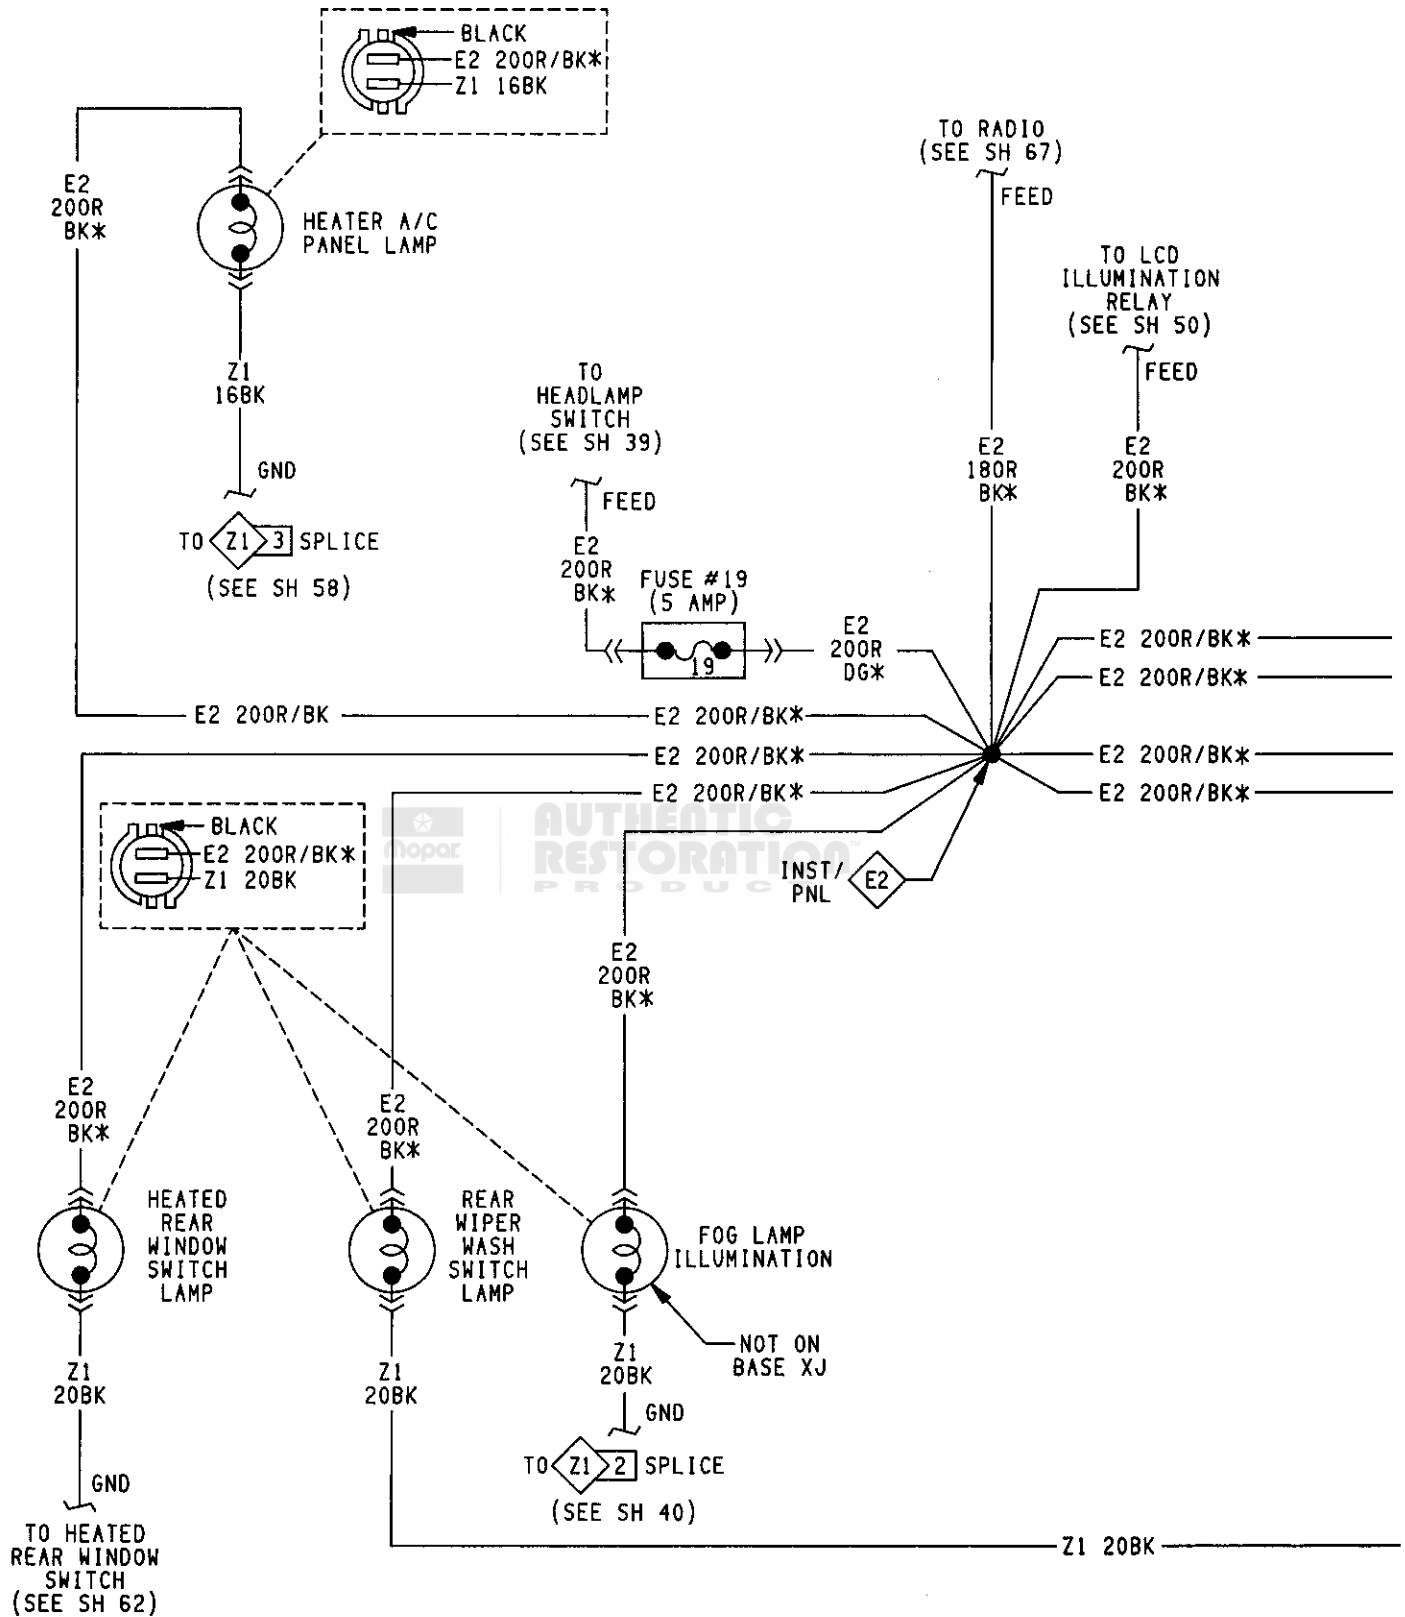 BLACK
E2 200R/BK*
Z1 16BK
TO RADIO
(SEE SH 67)
FEED
E2
200R
BK*
HEATER A/C
PANEL LAMP
TO LCD
ILLUMINATION
RELAY
(SEE SH 50)
FEED
Z1
16BK
TO
HEADLAMP
SWITCH
(SEE SH 39)
FEED
GND
E2
180R
BK*
E2
200R
BK*
TO Z1 3 SPLICE
(SEE SH 58)
E2
200R
BK*
FUSE #19
(5 AMP)
19
E2
200R
DG*
E2 200R/BK*
E2 200R/BK*
E2 200R/BK
E2 200R/BK*
E2 200R/BK*
E2 200R/BK*
E2 200R/BK*
E2 200R/BK*
BLACK
E2 200R/BK*
Z1 20BK
Mopar
AUTHENTIC
RESTORATION™
PRODUC
INST/
PNL
E2
E2
200R
BK*
E2
200R
BK*
E2
200R
BK*
HEATED
REAR
WINDOW
SWITCH
LAMP
REAR
WIPER
WASH
SWITCH
LAMP
FOG LAMP
ILLUMINATION
NOT ON
BASE XJ
Z1
20BK
Z1
20BK
Z1
20BK
GND
TO Z1 2 SPLICE
(SEE SH 40)
GND
TO HEATED
REAR WINDOW
SWITCH
(SEE SH 62)
Z1 20BK